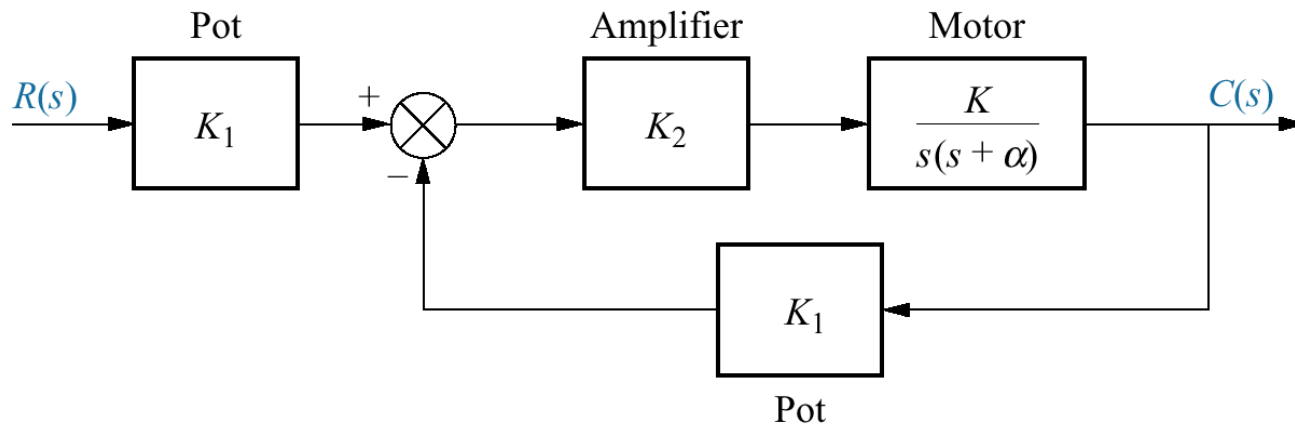 Pot Amplifier Motor
R(s) K₁ + − K₂ K / s(s + α) C(s)
K₁
Pot